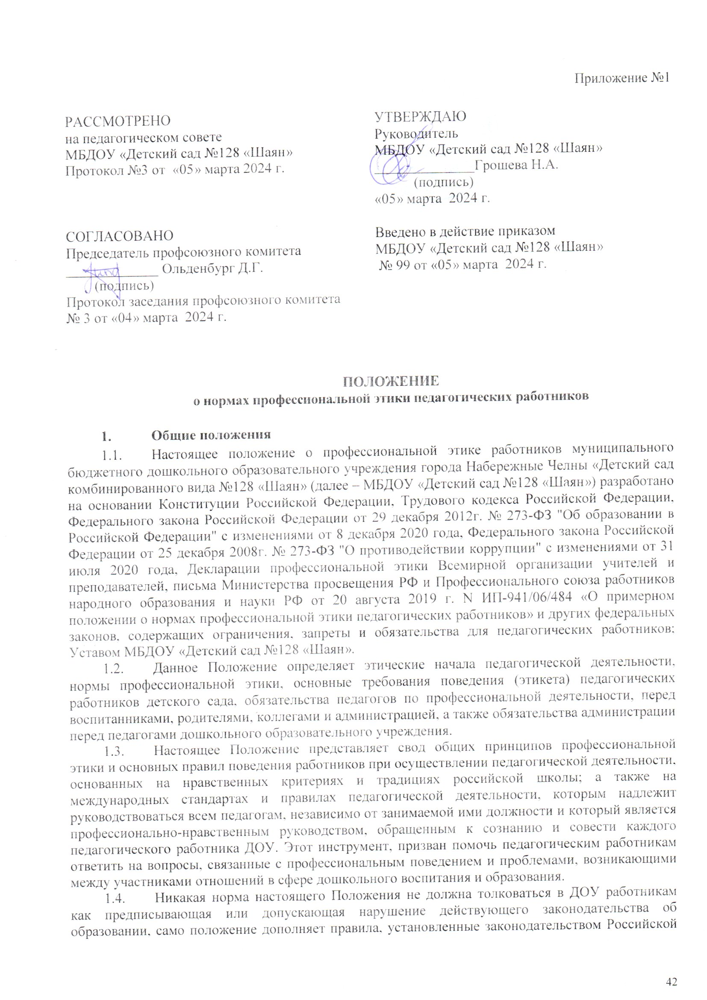 Приложение №1
РАССМОТРЕНО
на педагогическом совете
МБДОУ «Детский сад №128 «Шаян»
Протокол №3 от «05» марта 2024 г.
УТВЕРЖДАЮ
Руководитель
МБДОУ «Детский сад №128 «Шаян»
______________Грошева Н.А.
(подпись)
«05» марта 2024 г.
СОГЛАСОВАНО
Председатель профсоюзного комитета
_____________ Ольденбург Д.Г.
(подпись)
Протокол заседания профсоюзного комитета
№ 3 от «04» марта 2024 г.
Введено в действие приказом
МБДОУ «Детский сад №128 «Шаян»
№ 99 от «05» марта 2024 г.
ПОЛОЖЕНИЕ
о нормах профессиональной этики педагогических работников
1. Общие положения
1.1. Настоящее положение о профессиональной этике работников муниципального
бюджетного дошкольного образовательного учреждения города Набережные Челны «Детский сад
комбинированного вида №128 «Шаян» (далее – МБДОУ «Детский сад №128 «Шаян») разработано
на основании Конституции Российской Федерации, Трудового кодекса Российской Федерации,
Федерального закона Российской Федерации от 29 декабря 2012г. № 273-ФЗ "Об образовании в
Российской Федерации" с изменениями от 8 декабря 2020 года, Федерального закона Российской
Федерации от 25 декабря 2008г. № 273-ФЗ "О противодействии коррупции" с изменениями от 31
июля 2020 года, Декларации профессиональной этики Всемирной организации учителей и
преподавателей, письма Министерства просвещения РФ и Профессионального союза работников
народного образования и науки РФ от 20 августа 2019 г. N ИП-941/06/484 «О примерном
положении о нормах профессиональной этики педагогических работников» и других федеральных
законов, содержащих ограничения, запреты и обязательства для педагогических работников;
Уставом МБДОУ «Детский сад №128 «Шаян».
1.2. Данное Положение определяет этические начала педагогической деятельности,
нормы профессиональной этики, основные требования поведения (этикета) педагогических
работников детского сада, обязательства педагогов по профессиональной деятельности, перед
воспитанниками, родителями, коллегами и администрацией, а также обязательства администрации
перед педагогами дошкольного образовательного учреждения.
1.3. Настоящее Положение представляет свод общих принципов профессиональной
этики и основных правил поведения работников при осуществлении педагогической деятельности,
основанных на нравственных критериях и традициях российской школы; а также на
международных стандартах и правилах педагогической деятельности, которым надлежит
руководствоваться всем педагогам, независимо от занимаемой ими должности и который является
профессионально-нравственным руководством, обращенным к сознанию и совести каждого
педагогического работника ДОУ. Этот инструмент, призван помочь педагогическим работникам
ответить на вопросы, связанные с профессиональным поведением и проблемами, возникающими
между участниками отношений в сфере дошкольного воспитания и образования.
1.4. Никакая норма настоящего Положения не должна толковаться в ДОУ работникам
как предписывающая или допускающая нарушение действующего законодательства об
образовании, само положение дополняет правила, установленные законодательством Российской
42